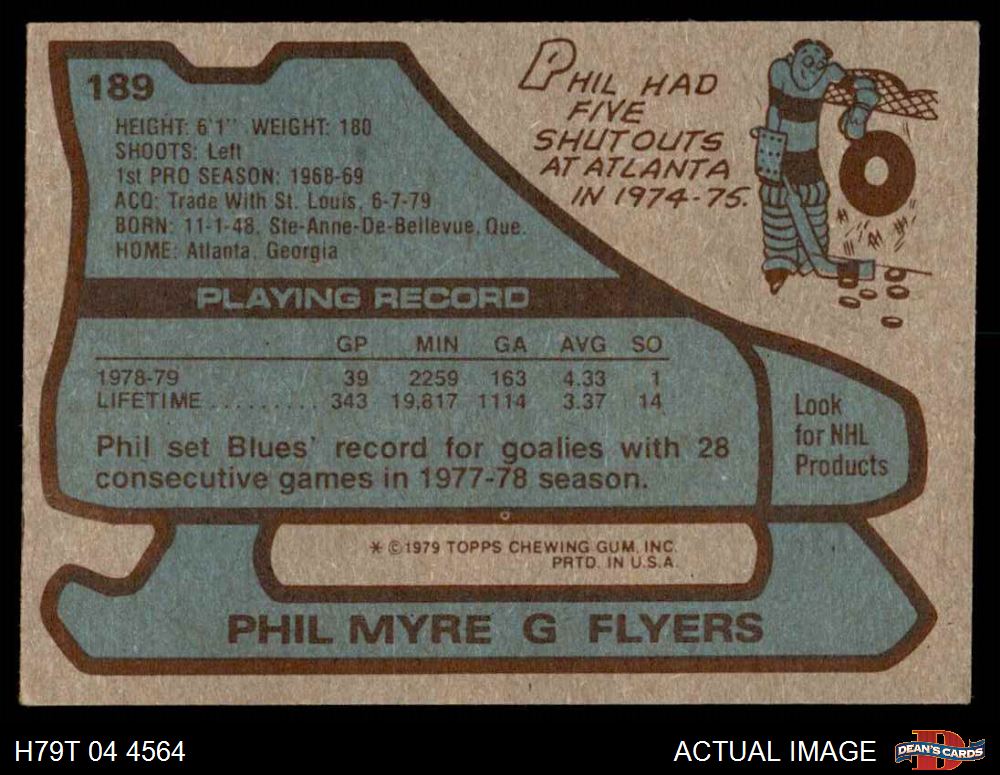 189
HEIGHT: 6'1" WEIGHT: 180
SHOOTS: Left
1st PRO SEASON: 1968-69
ACQ: Trade With St. Louis, 6-7-79
BORN: 11-1-48, Ste-Anne-De-Bellevue, Que.
HOME: Atlanta, Georgia
PHIL HAD
FIVE
SHUTOUTS
AT ATLANTA
IN 1974-75.
PLAYING RECORD
GP MIN GA AVG SO
1978-79 39 2259 163 4.33 1
LIFETIME .......... 343 19,817 1114 3.37 14
Phil set Blues' record for goalies with 28
consecutive games in 1977-78 season.
Look
for NHL
Products
* ©1979 TOPPS CHEWING GUM, INC.
PRTD. IN U.S.A.
PHIL MYRE G FLYERS
H79T 04 4564
ACTUAL IMAGE
D
DEAN'S CARDS